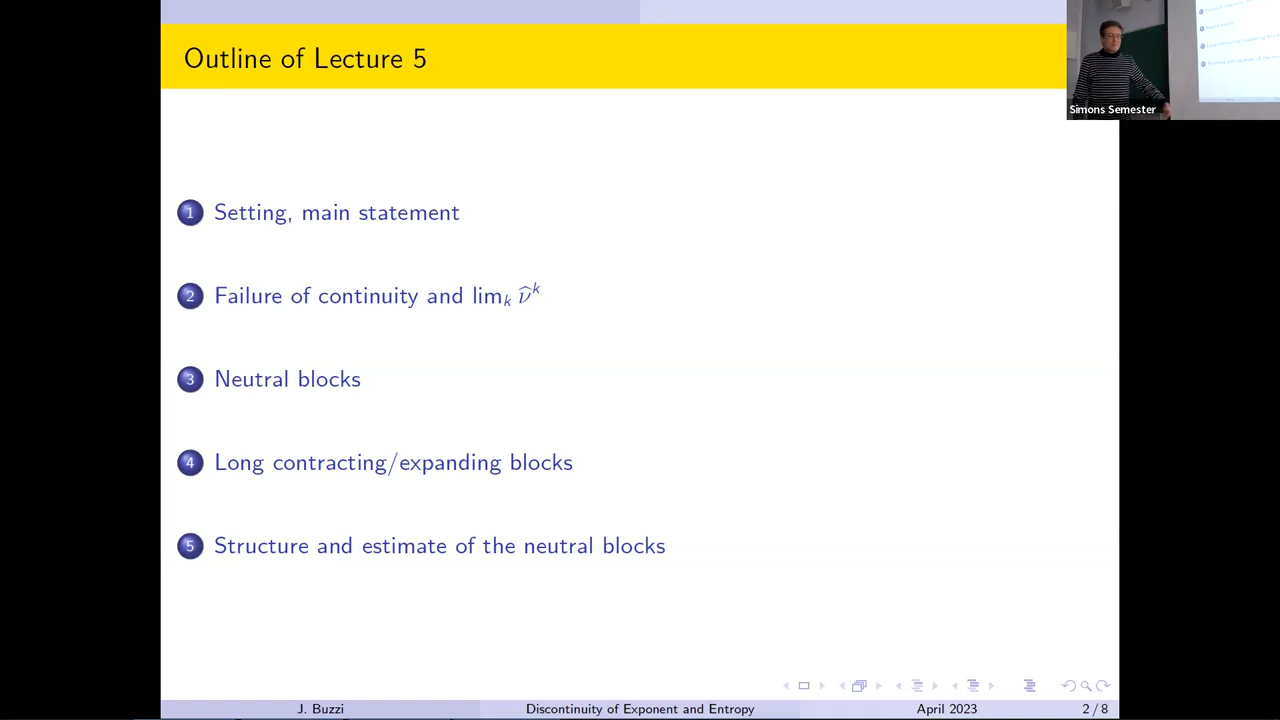 Outline of Lecture 5
Simons Semester
1 Setting, main statement
2 Failure of continuity and lim_k ν̂^k
3 Neutral blocks
4 Long contracting/expanding blocks
5 Structure and estimate of the neutral blocks
J. Buzzi
Discontinuity of Exponent and Entropy
April 2023
2 / 8